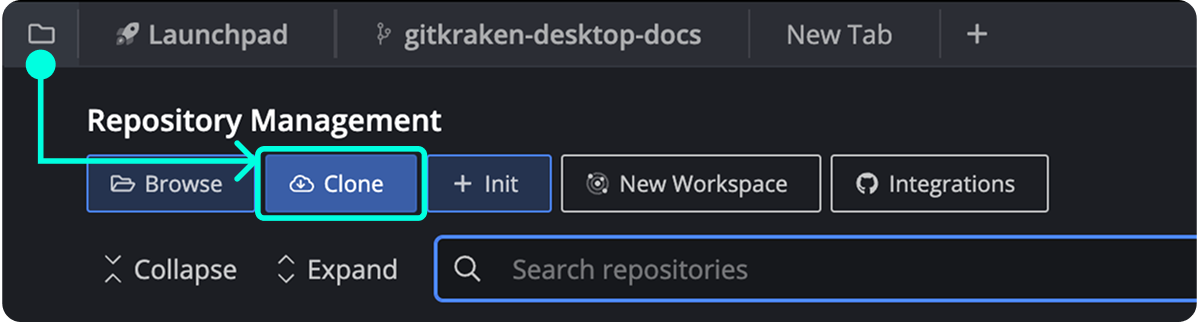 Launchpad gitkraken-desktop-docs New Tab +
Repository Management
Browse Clone + Init New Workspace Integrations
Collapse Expand Search repositories